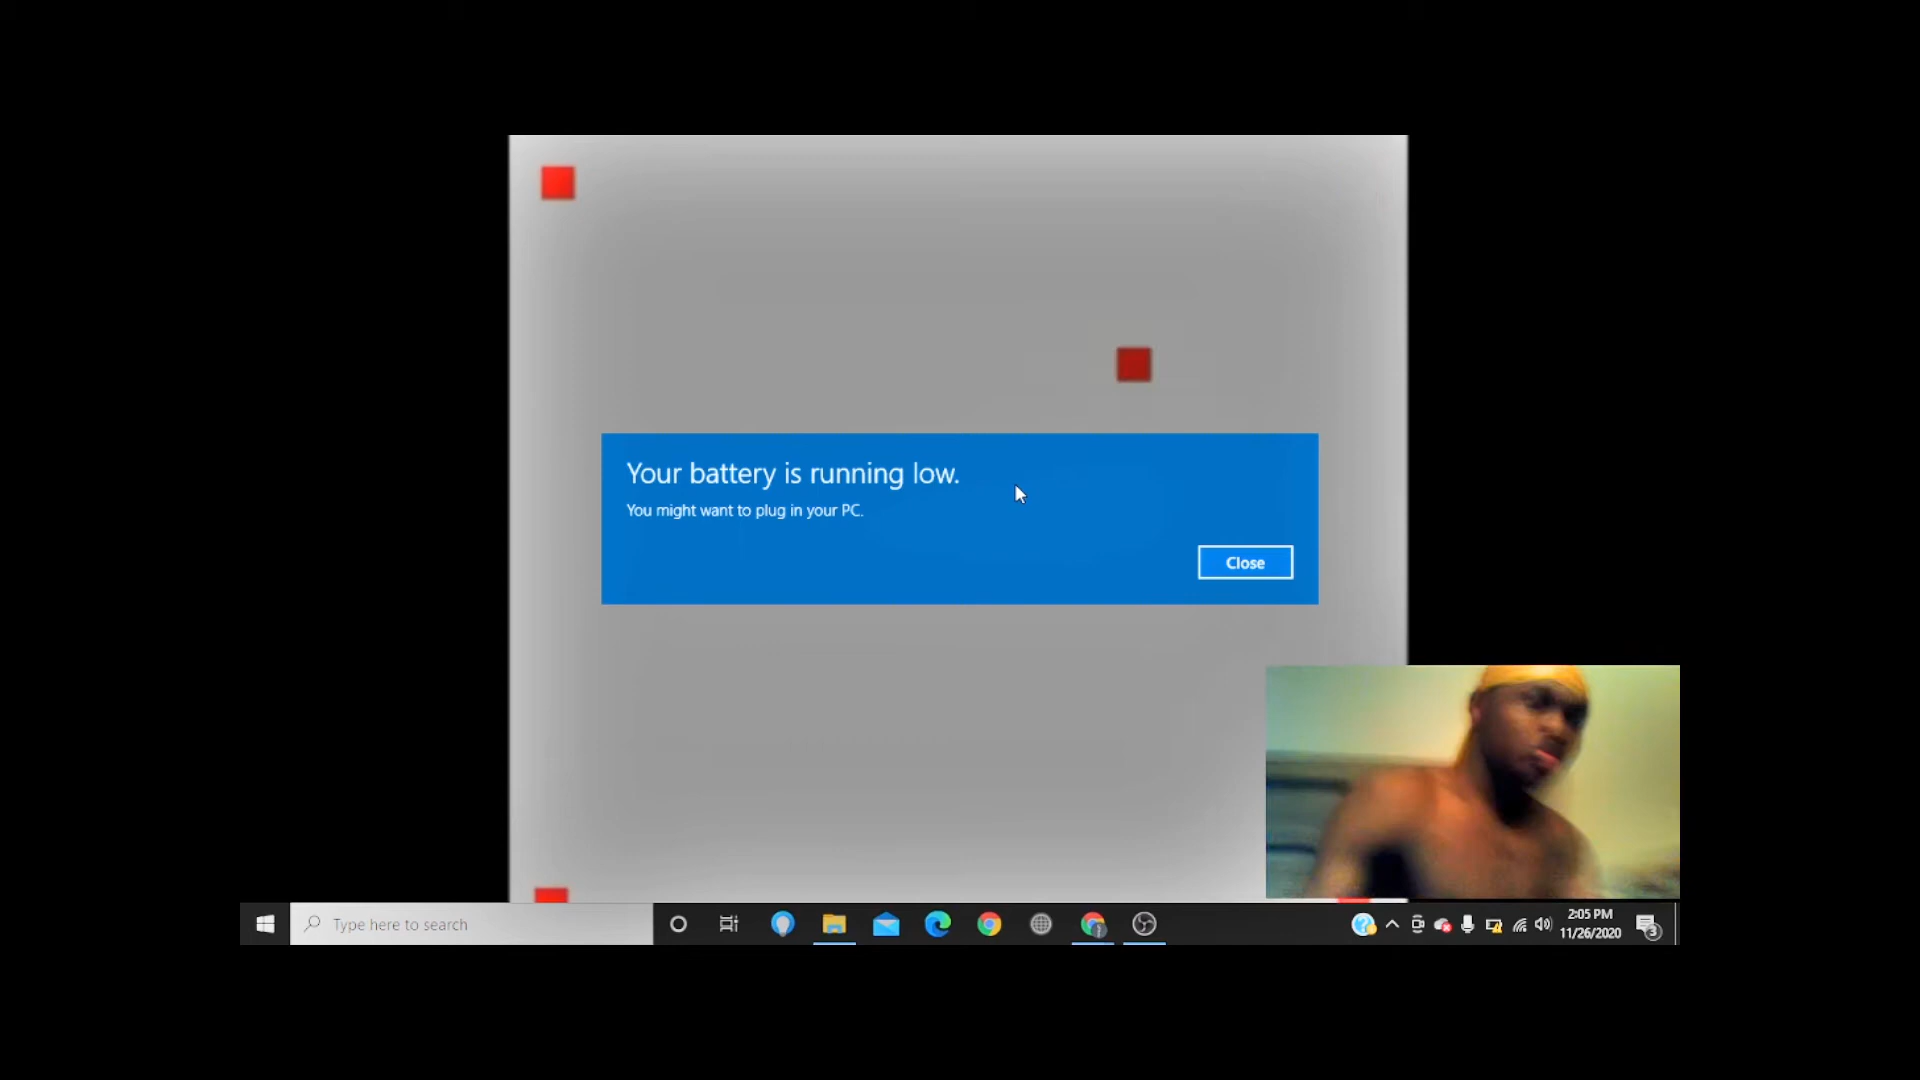 Your battery is running low.
You might want to plug in your PC.
Close
Type here to search
2:05 PM
11/26/2020
3